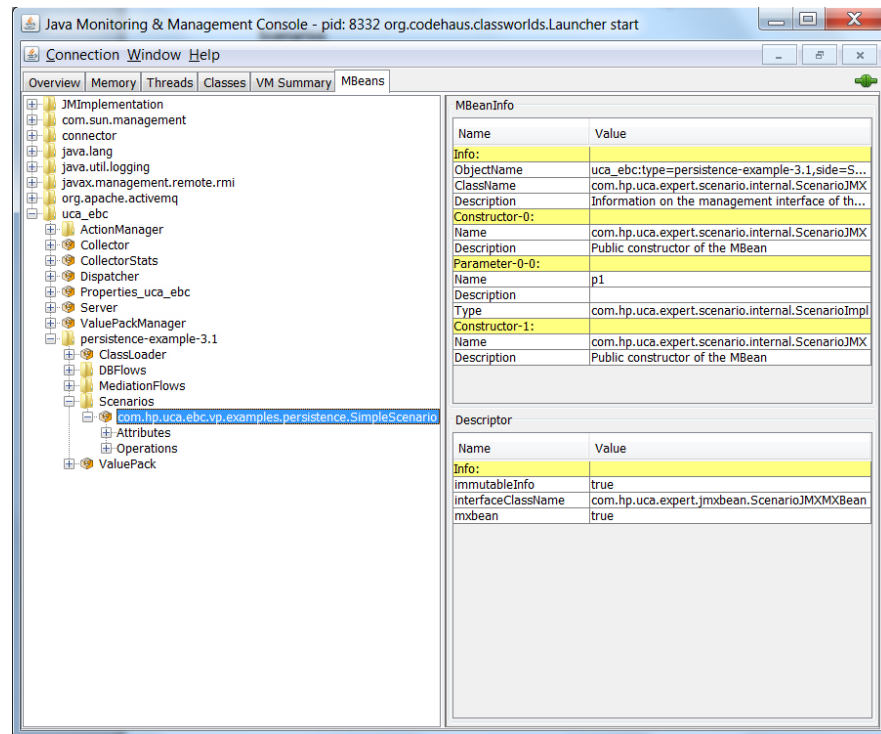 Java Monitoring & Management Console - pid: 8332 org.codehaus.classworlds.Launcher start
Connection Window Help
Overview Memory Threads Classes VM Summary MBeans
JMImplementation
com.sun.management
connector
java.lang
java.util.logging
javax.management.remote.rmi
org.apache.activemq
uca_ebc
ActionManager
Collector
CollectorStats
Dispatcher
Properties_uca_ebc
Server
ValuePackManager
persistence-example-3.1
ClassLoader
DBFlows
MediationFlows
Scenarios
com.hp.uca.ebc.vp.examples.persistence.SimpleScenario
Attributes
Operations
ValuePack
MBeanInfo
Name Value
Info:
ObjectName uca_ebc:type=persistence-example-3.1,side=S...
ClassName com.hp.uca.expert.scenario.internal.ScenarioJMX
Description Information on the management interface of th...
Constructor-0:
Name com.hp.uca.expert.scenario.internal.ScenarioJMX
Description Public constructor of the MBean
Parameter-0-0:
Name p1
Description
Type com.hp.uca.expert.scenario.internal.ScenarioImpl
Constructor-1:
Name com.hp.uca.expert.scenario.internal.ScenarioJMX
Description Public constructor of the MBean
Descriptor
Name Value
Info:
immutableInfo true
interfaceClassName com.hp.uca.expert.jmxbean.ScenarioJMXMXBean
mxbean true